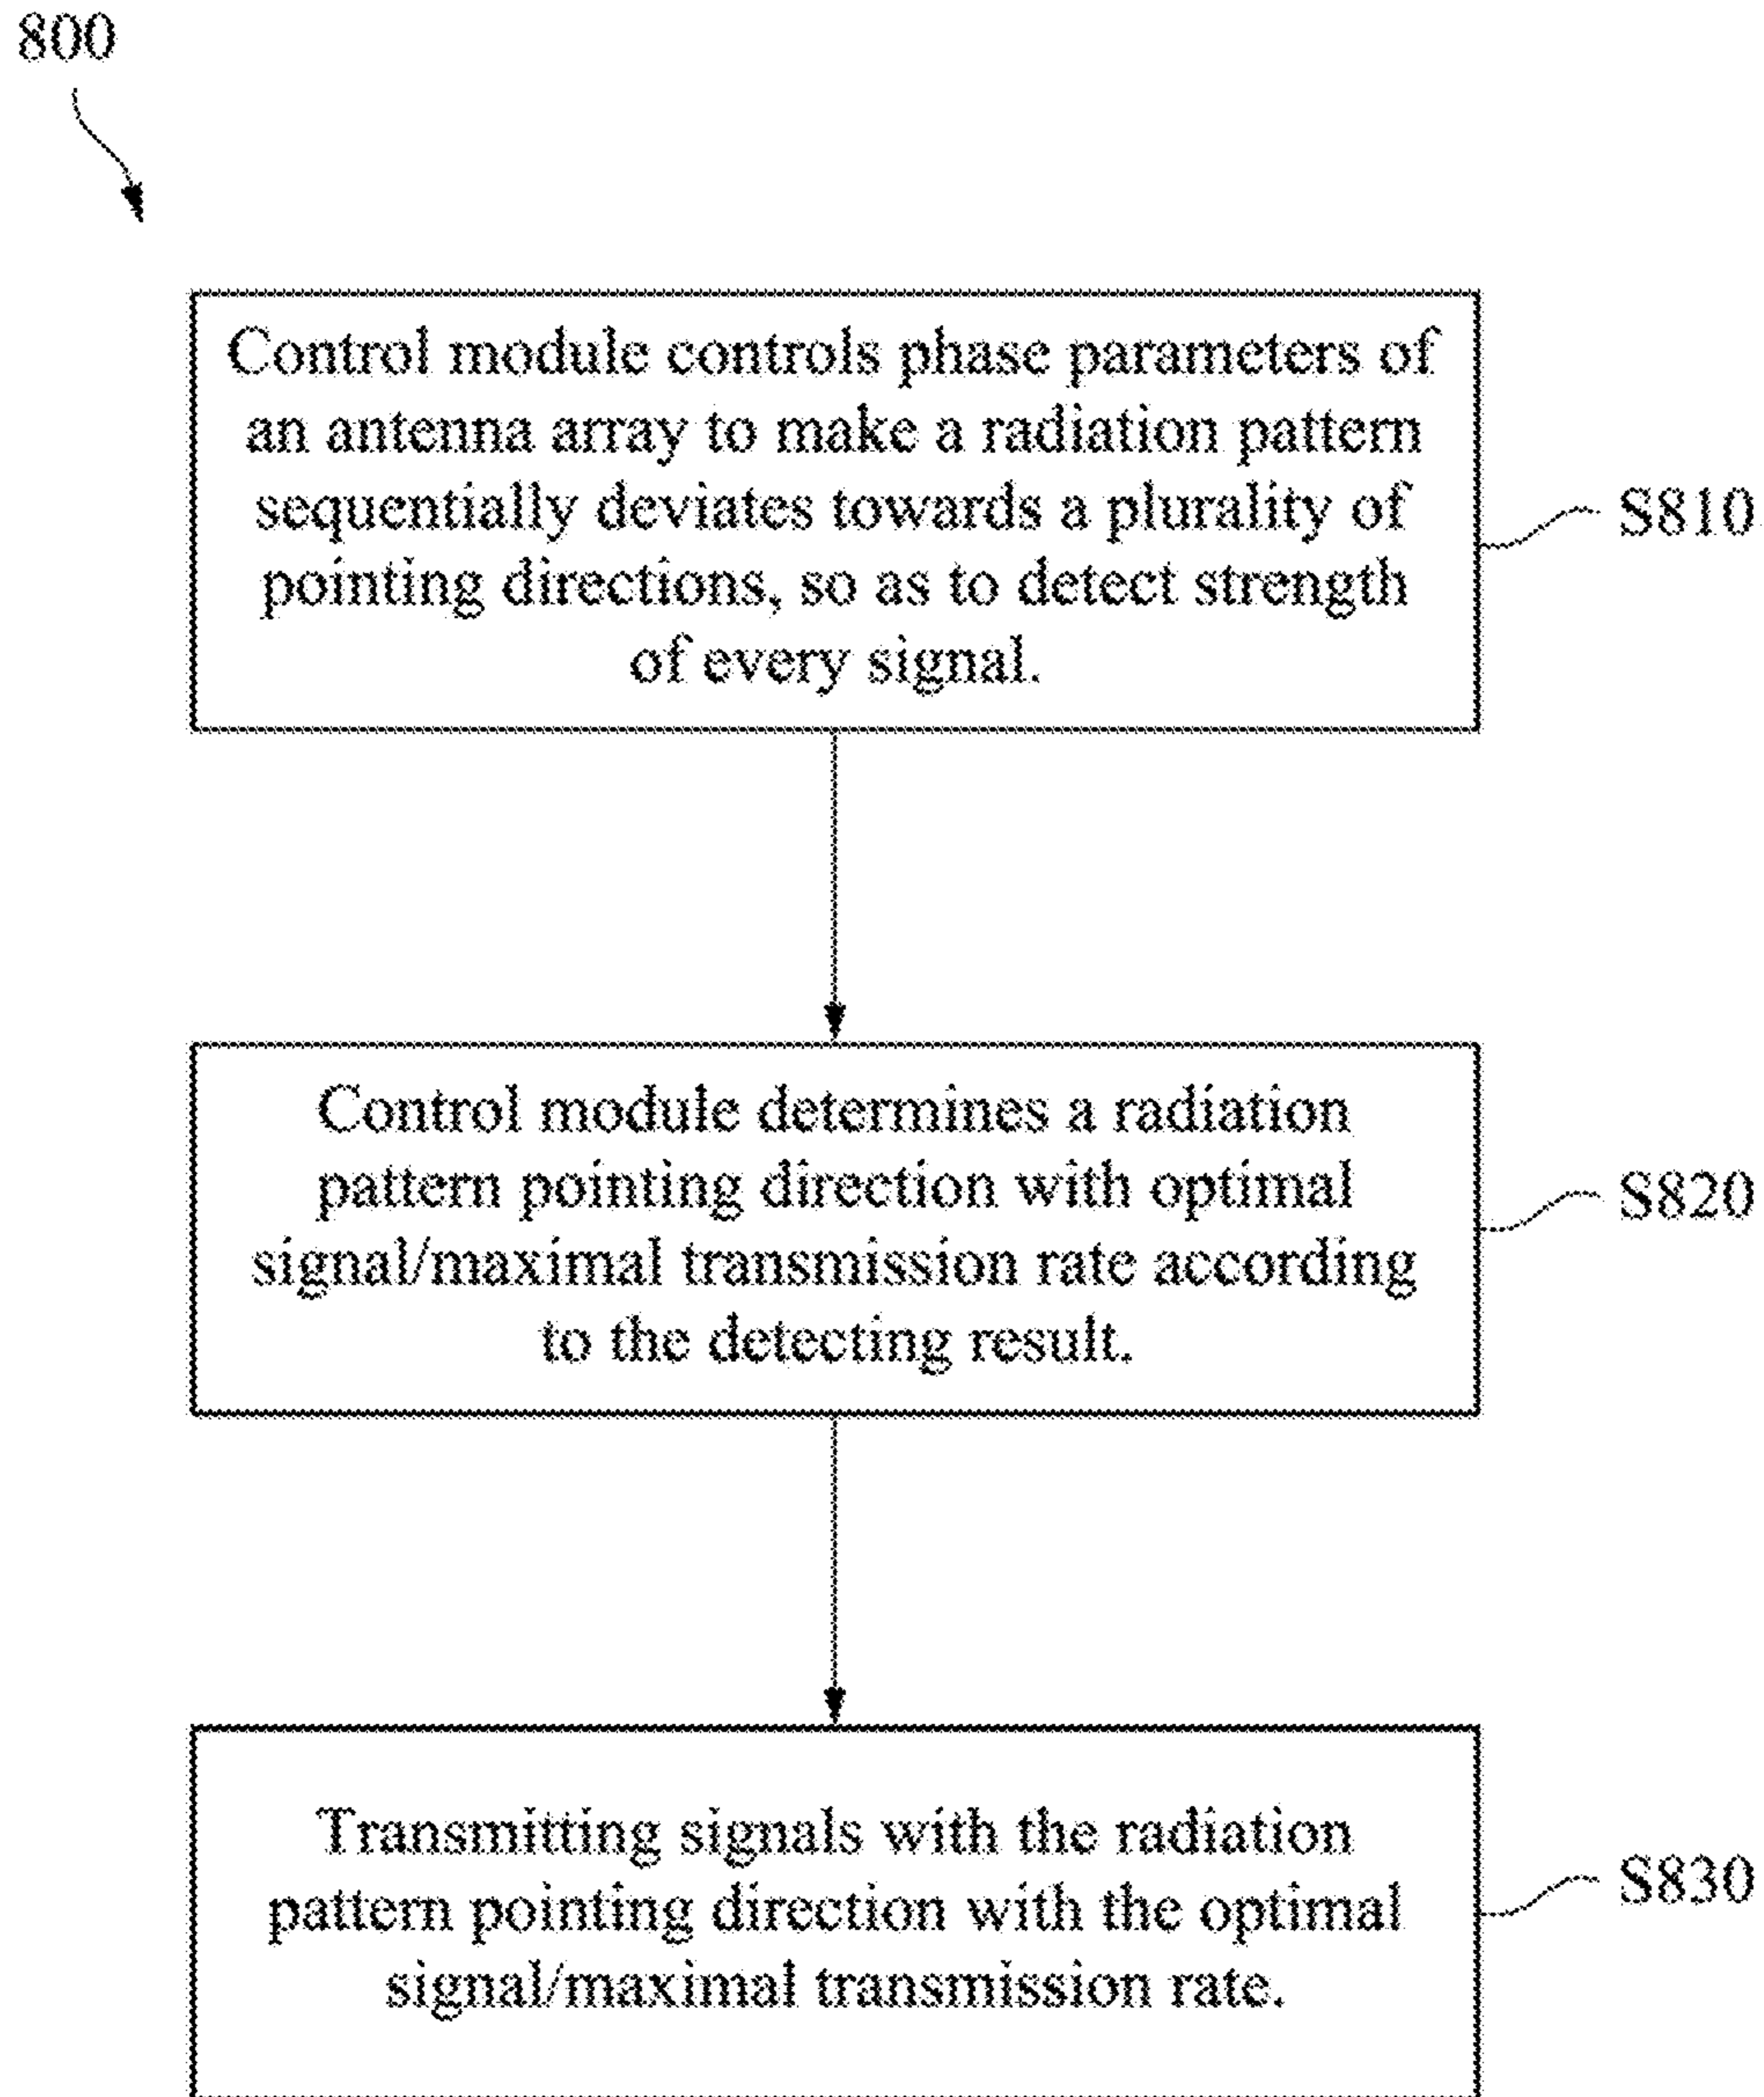 800
Control module controls phase parameters of
an antenna array to make a radiation pattern
sequentially deviates towards a plurality of
pointing directions, so as to detect strength
of every signal.
S810
Control module determines a radiation
pattern pointing direction with optimal
signal/maximal transmission rate according
to the detecting result.
S820
Transmitting signals with the radiation
pattern pointing direction with the optimal
signal/maximal transmission rate.
S830